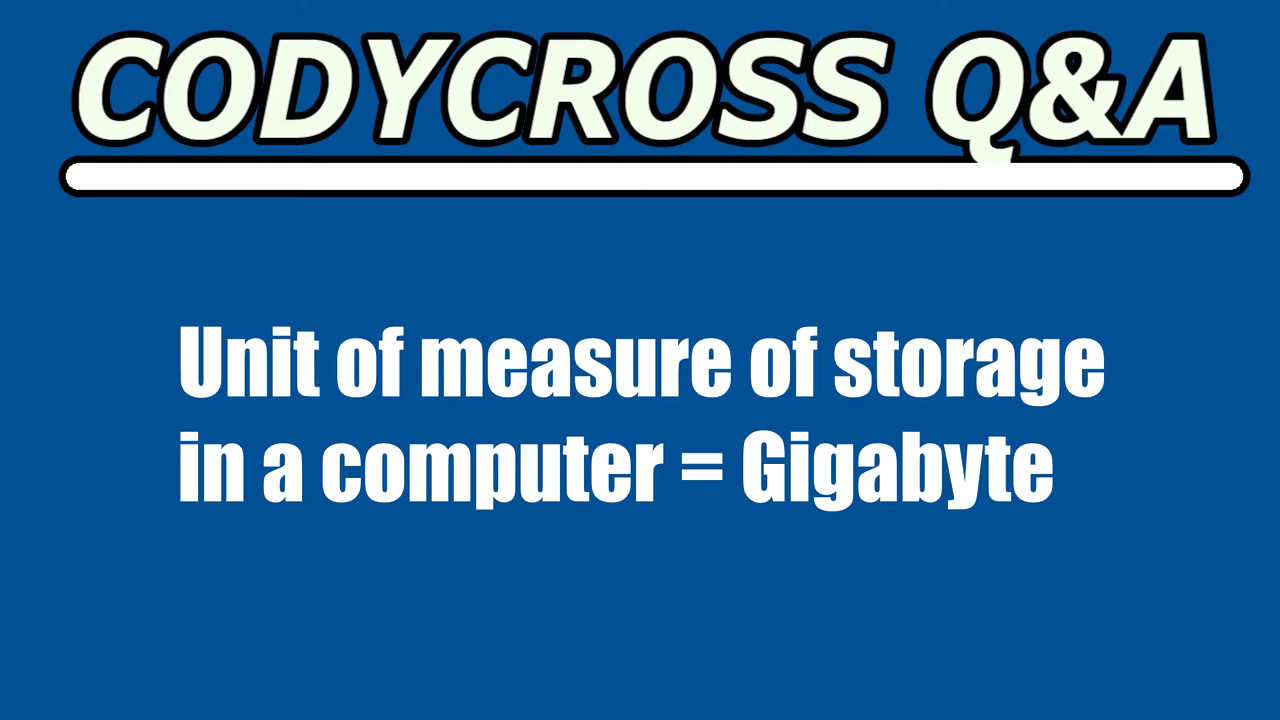 CODYCROSS Q&A
Unit of measure of storage
in a computer = Gigabyte